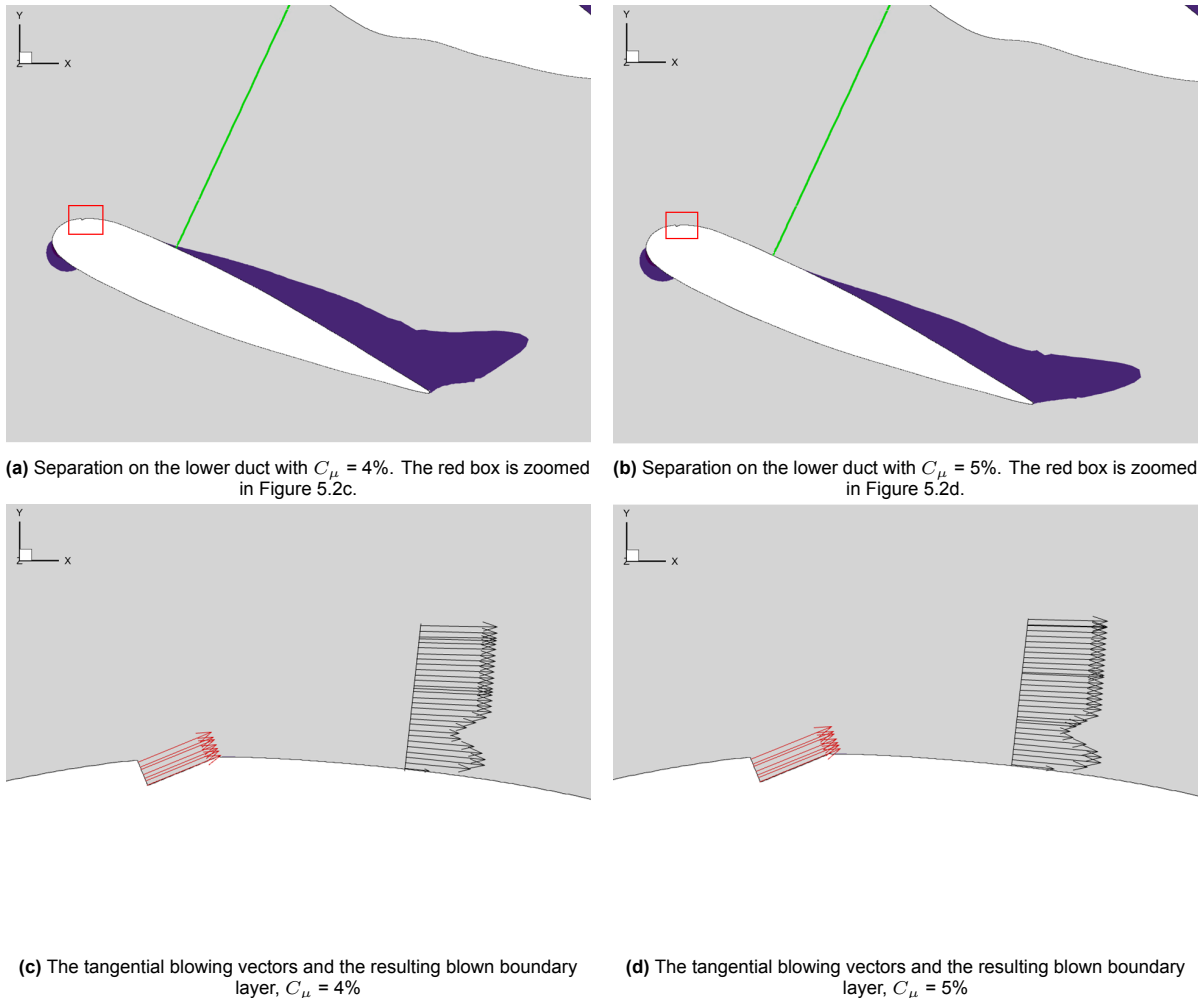 Y
Z X
Y
Z X
(a) Separation on the lower duct with Cμ = 4%. The red box is zoomed
in Figure 5.2c.
(b) Separation on the lower duct with Cμ = 5%. The red box is zoomed
in Figure 5.2d.
Y
Z X
Y
Z X
(c) The tangential blowing vectors and the resulting blown boundary
layer, Cμ = 4%
(d) The tangential blowing vectors and the resulting blown boundary
layer, Cμ = 5%